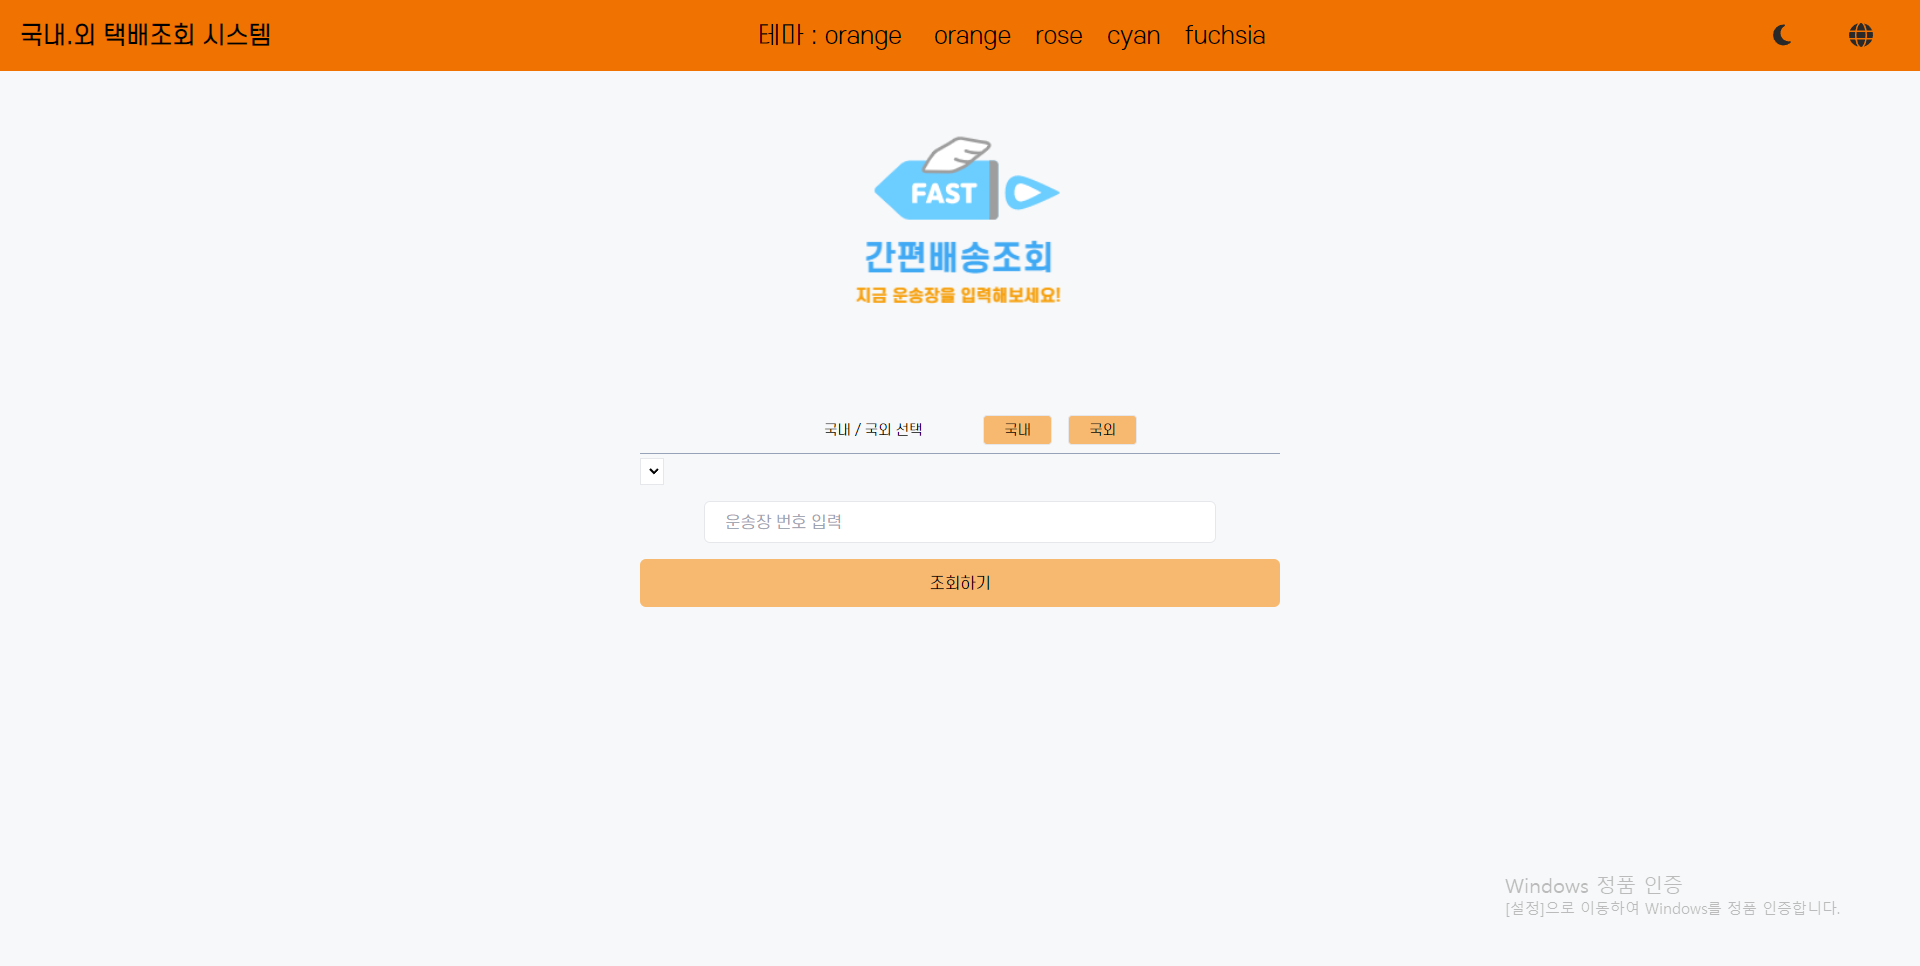 국내.외 택배조회 시스템
테마 : orange orange rose cyan fuchsia
FAST
간편배송조회
지금 운송장을 입력해보세요!
국내 / 국외 선택 국내 국외
운송장 번호 입력
조회하기
Windows 정품 인증
[설정]으로 이동하여 Windows를 정품 인증합니다.